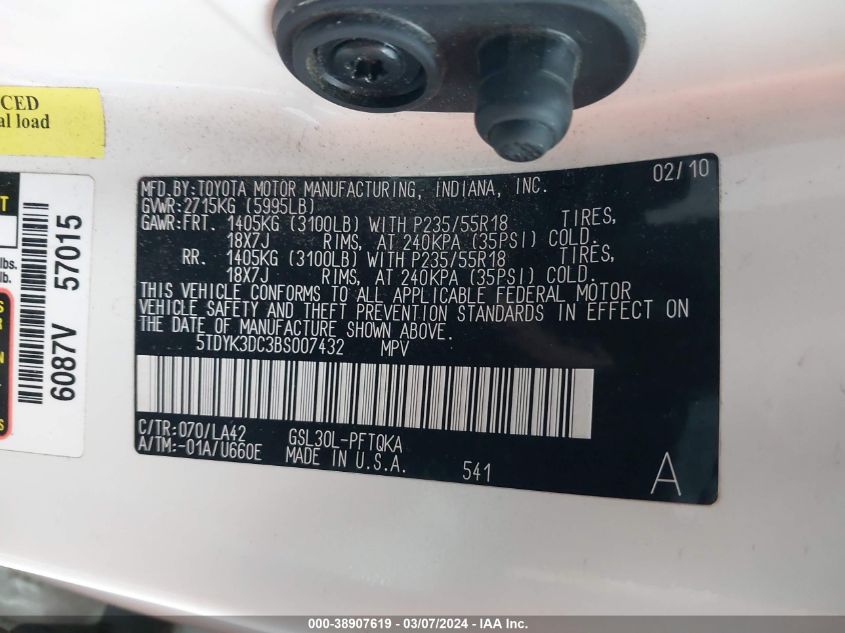 CED
al load
T
lbs.
lb.
S
R
N
S
6087V 57015
MFD.BY:TOYOTA MOTOR MANUFACTURING, INDIANA, INC. 02/10
GVWR:2715KG (5995LB)
GAWR:FRT. 1405KG (3100LB) WITH P235/55R18 TIRES,
18X7J RIMS, AT 240KPA (35PSI) COLD.
RR. 1405KG (3100LB) WITH P235/55R18 TIRES,
18X7J RIMS, AT 240KPA (35PSI) COLD.
THIS VEHICLE CONFORMS TO ALL APPLICABLE FEDERAL MOTOR
VEHICLE SAFETY AND THEFT PREVENTION STANDARDS IN EFFECT ON
THE DATE OF MANUFACTURE SHOWN ABOVE.
5TDYK3DC3BS007432 MPV
C/TR:070/LA42 GSL30L-PFTQKA
A/TM:-01A/U660E MADE IN U.S.A. 541 A
000-38907619 | 03/07/2024 - IAA Inc.